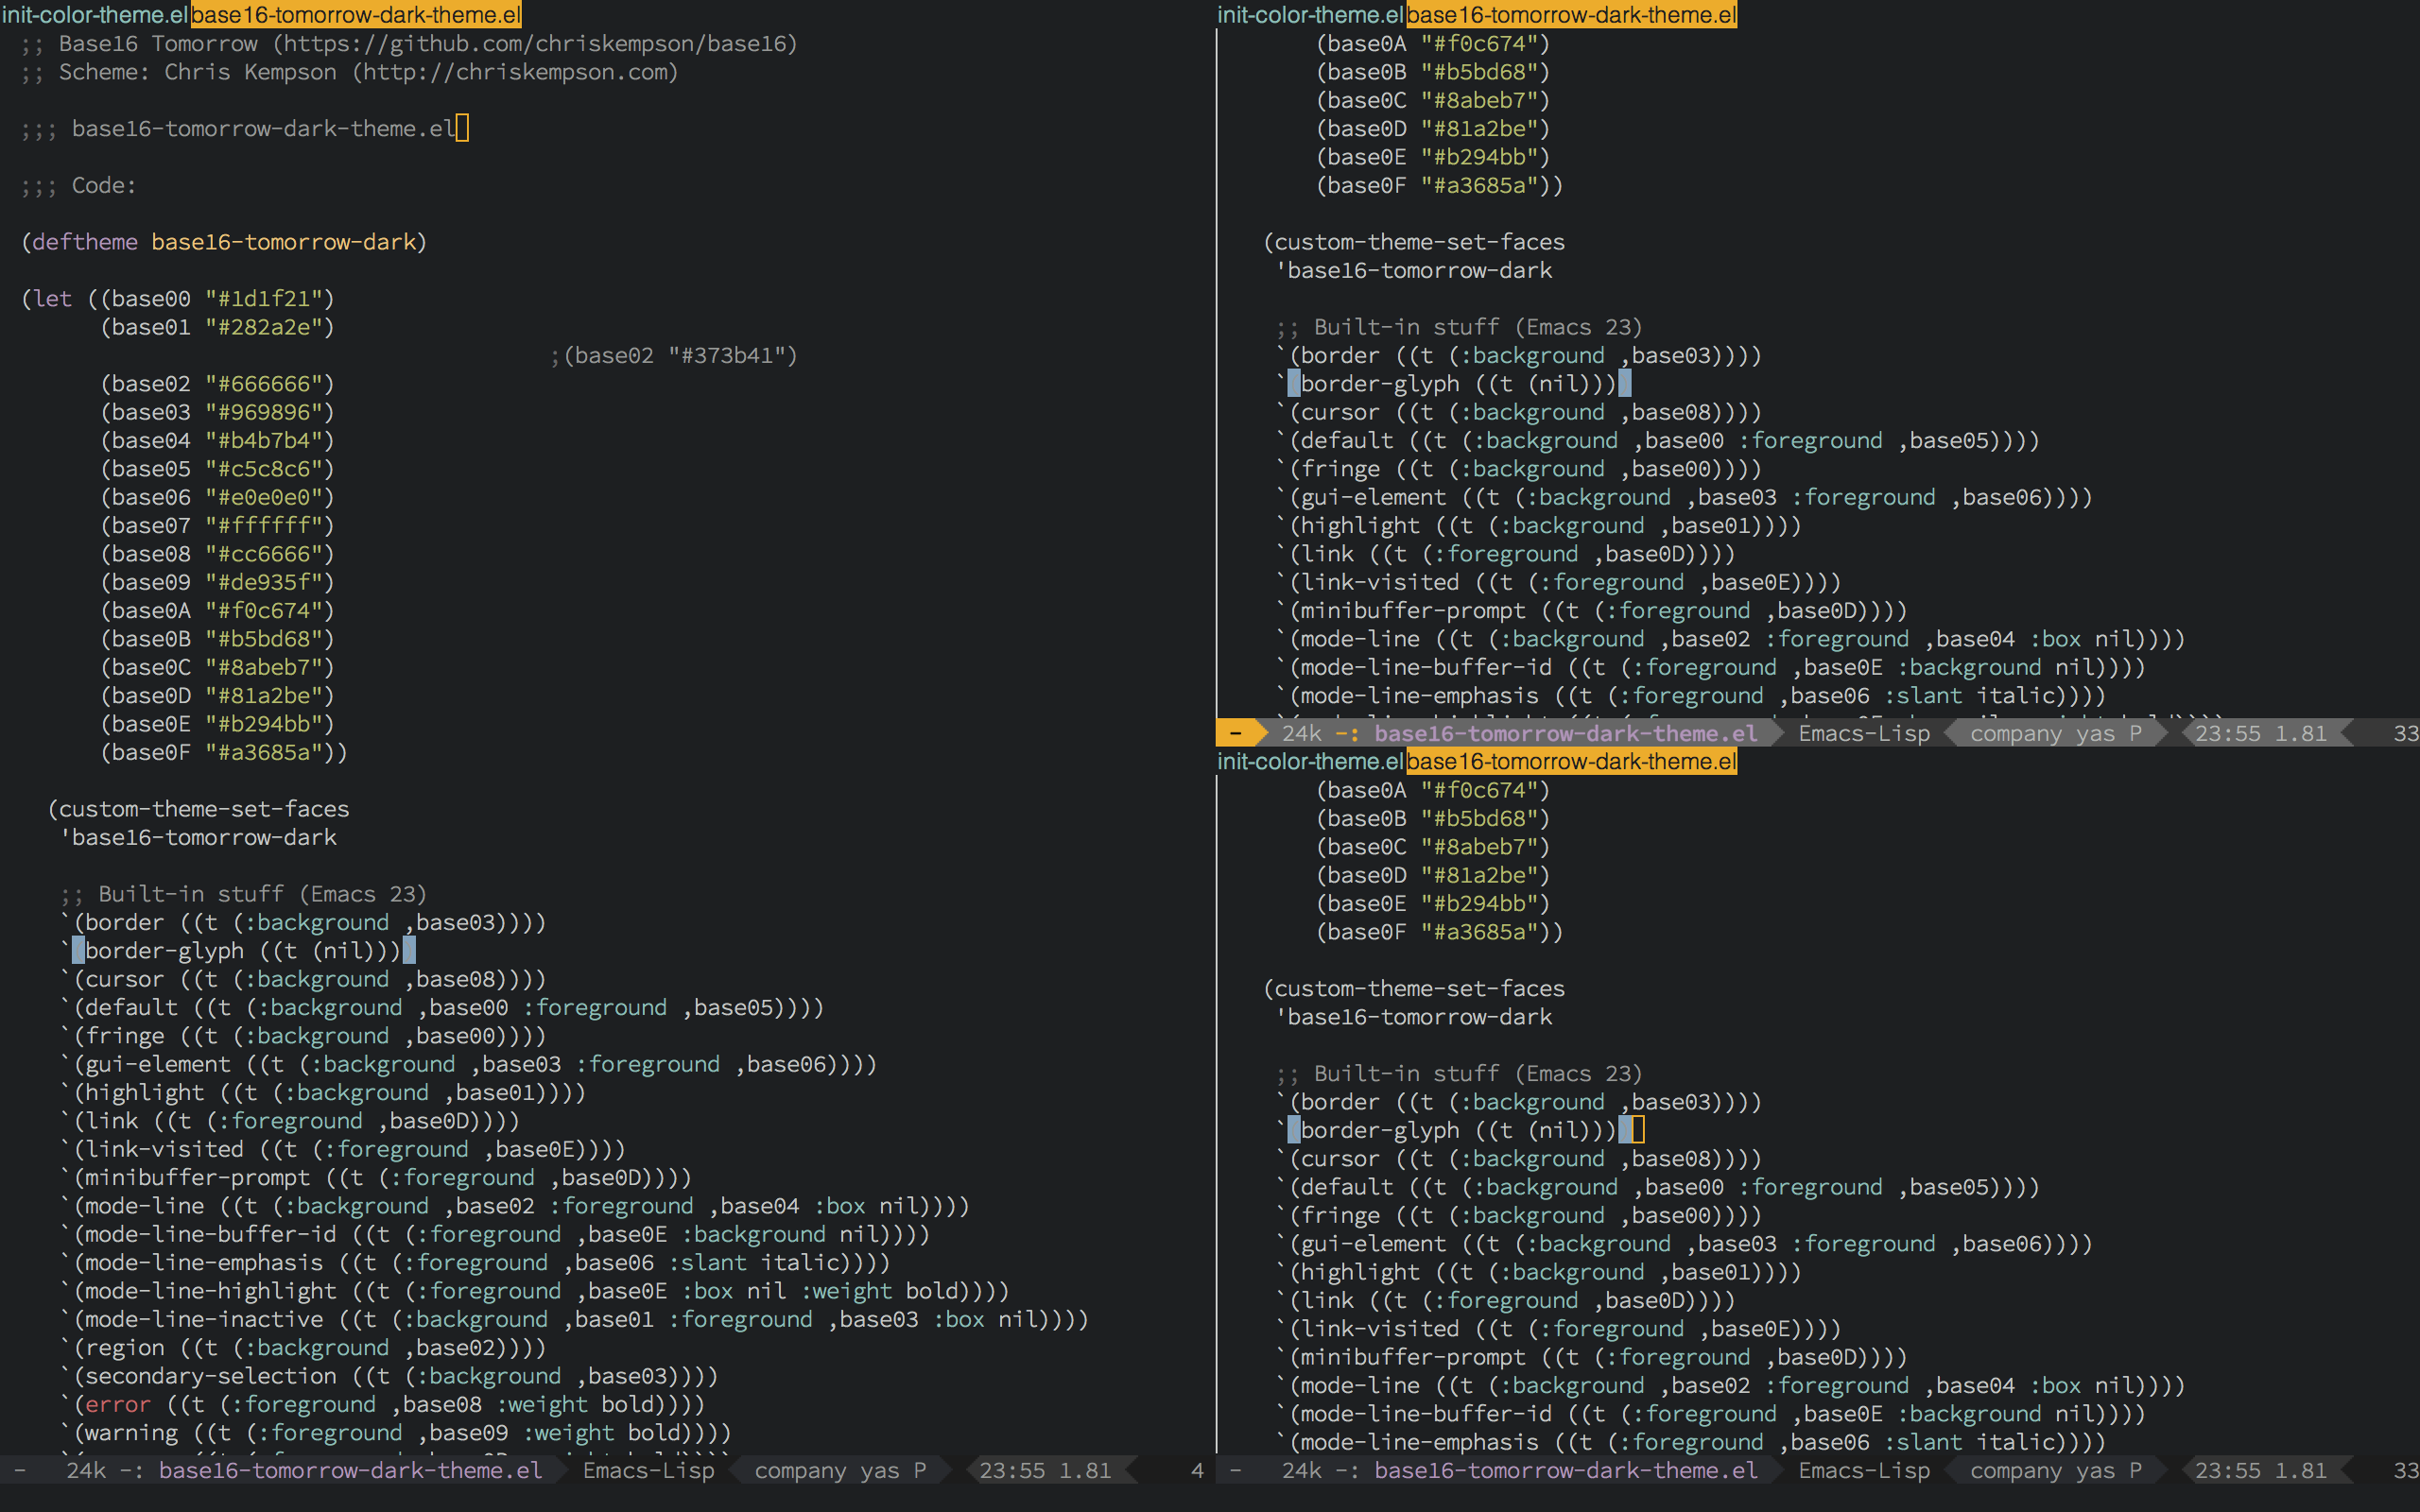 init-color-theme.el base16-tomorrow-dark-theme.el
;; Base16 Tomorrow (https://github.com/chriskempson/base16)
;; Scheme: Chris Kempson (http://chriskempson.com)
;;; base16-tomorrow-dark-theme.el
;;; Code:
(deftheme base16-tomorrow-dark)
(let ((base00 "#1d1f21")
(base01 "#282a2e")
;(base02 "#373b41")
(base02 "#666666")
(base03 "#969896")
(base04 "#b4b7b4")
(base05 "#c5c8c6")
(base06 "#e0e0e0")
(base07 "#ffffff")
(base08 "#cc6666")
(base09 "#de935f")
(base0A "#f0c674")
(base0B "#b5bd68")
(base0C "#8abeb7")
(base0D "#81a2be")
(base0E "#b294bb")
(base0F "#a3685a"))
(custom-theme-set-faces
'base16-tomorrow-dark
;; Built-in stuff (Emacs 23)
`(border ((t (:background ,base03))))
`(border-glyph ((t (nil))))
`(cursor ((t (:background ,base08))))
`(default ((t (:background ,base00 :foreground ,base05))))
`(fringe ((t (:background ,base00))))
`(gui-element ((t (:background ,base03 :foreground ,base06))))
`(highlight ((t (:background ,base01))))
`(link ((t (:foreground ,base0D))))
`(link-visited ((t (:foreground ,base0E))))
`(minibuffer-prompt ((t (:foreground ,base0D))))
`(mode-line ((t (:background ,base02 :foreground ,base04 :box nil))))
`(mode-line-buffer-id ((t (:foreground ,base0E :background nil))))
`(mode-line-emphasis ((t (:foreground ,base06 :slant italic))))
`(mode-line-highlight ((t (:foreground ,base0E :box nil :weight bold))))
`(mode-line-inactive ((t (:background ,base01 :foreground ,base03 :box nil))))
`(region ((t (:background ,base02))))
`(secondary-selection ((t (:background ,base03))))
`(error ((t (:foreground ,base08 :weight bold))))
`(warning ((t (:foreground ,base09 :weight bold))))
- 24k -: base16-tomorrow-dark-theme.el Emacs-Lisp company yas P 23:55 1.81 4
init-color-theme.el base16-tomorrow-dark-theme.el
(base0A "#f0c674")
(base0B "#b5bd68")
(base0C "#8abeb7")
(base0D "#81a2be")
(base0E "#b294bb")
(base0F "#a3685a"))
(custom-theme-set-faces
'base16-tomorrow-dark
;; Built-in stuff (Emacs 23)
`(border ((t (:background ,base03))))
`(border-glyph ((t (nil))))
`(cursor ((t (:background ,base08))))
`(default ((t (:background ,base00 :foreground ,base05))))
`(fringe ((t (:background ,base00))))
`(gui-element ((t (:background ,base03 :foreground ,base06))))
`(highlight ((t (:background ,base01))))
`(link ((t (:foreground ,base0D))))
`(link-visited ((t (:foreground ,base0E))))
`(minibuffer-prompt ((t (:foreground ,base0D))))
`(mode-line ((t (:background ,base02 :foreground ,base04 :box nil))))
`(mode-line-buffer-id ((t (:foreground ,base0E :background nil))))
`(mode-line-emphasis ((t (:foreground ,base06 :slant italic))))
- 24k -: base16-tomorrow-dark-theme.el Emacs-Lisp company yas P 23:55 1.81 33
init-color-theme.el base16-tomorrow-dark-theme.el
(base0A "#f0c674")
(base0B "#b5bd68")
(base0C "#8abeb7")
(base0D "#81a2be")
(base0E "#b294bb")
(base0F "#a3685a"))
(custom-theme-set-faces
'base16-tomorrow-dark
;; Built-in stuff (Emacs 23)
`(border ((t (:background ,base03))))
`(border-glyph ((t (nil))))
`(cursor ((t (:background ,base08))))
`(default ((t (:background ,base00 :foreground ,base05))))
`(fringe ((t (:background ,base00))))
`(gui-element ((t (:background ,base03 :foreground ,base06))))
`(highlight ((t (:background ,base01))))
`(link ((t (:foreground ,base0D))))
`(link-visited ((t (:foreground ,base0E))))
`(minibuffer-prompt ((t (:foreground ,base0D))))
`(mode-line ((t (:background ,base02 :foreground ,base04 :box nil))))
`(mode-line-buffer-id ((t (:foreground ,base0E :background nil))))
`(mode-line-emphasis ((t (:foreground ,base06 :slant italic))))
- 24k -: base16-tomorrow-dark-theme.el Emacs-Lisp company yas P 23:55 1.81 33